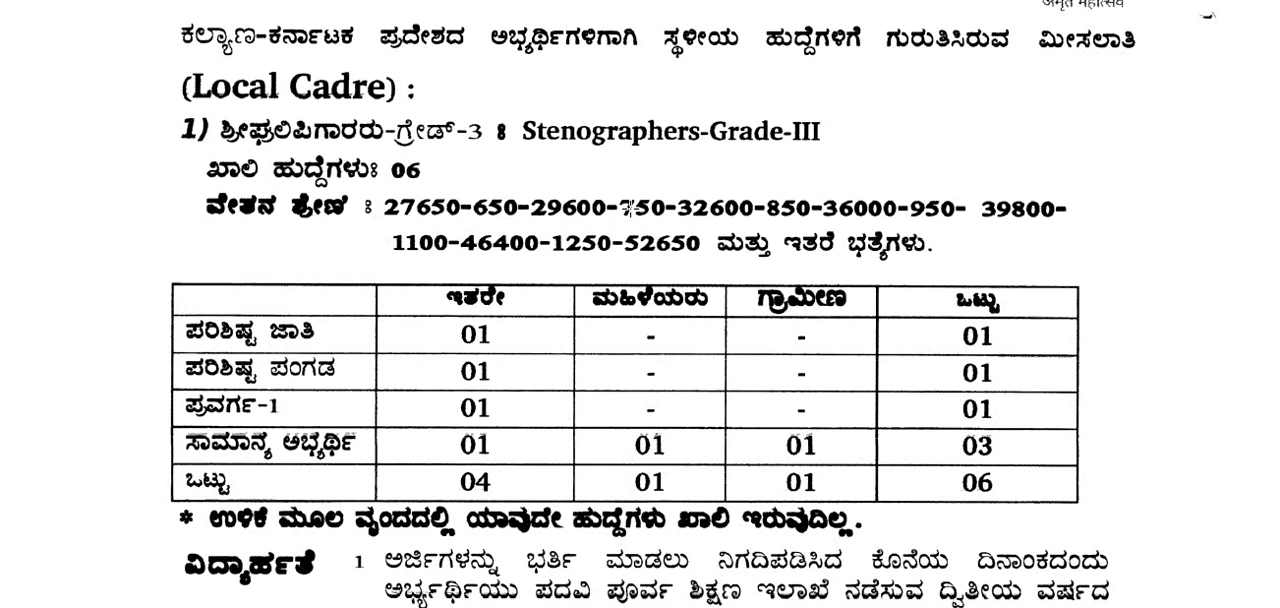 अमृत महोत्सव
ಕಲ್ಯಾಣ-ಕರ್ನಾಟಕ ಪ್ರದೇಶದ ಅಭ್ಯರ್ಥಿಗಳಿಗಾಗಿ ಸ್ಥಳೀಯ ಹುದ್ದೆಗಳಿಗೆ ಗುರುತಿಸಿರುವ ಮೀಸಲಾತಿ
(Local Cadre) :
1) ಶ್ರೀಘ್ರಲಿಪಿಗಾರರು-ಗ್ರೇಡ್-3 : Stenographers-Grade-III
ಖಾಲಿ ಹುದ್ದೆಗಳು: 06
ವೇತನ ಶ್ರೇಣಿ : 27650-650-29600-750-32600-850-36000-950- 39800-
1100-46400-1250-52650 ಮತ್ತು ಇತರೆ ಭತ್ಯೆಗಳು.
ಇತರೇ ಮಹಿಳೆಯರು ಗ್ರಾಮೀಣ ಒಟ್ಟು
ಪರಿಶಿಷ್ಟ ಜಾತಿ 01 - - 01
ಪರಿಶಿಷ್ಟ ಪಂಗಡ 01 - - 01
ಪ್ರವರ್ಗ-1 01 - - 01
ಸಾಮಾನ್ಯ ಅಭ್ಯರ್ಥಿ 01 01 01 03
ಒಟ್ಟು 04 01 01 06
* ಉಳಿಕೆ ಮೂಲ ವೃಂದದಲ್ಲಿ ಯಾವುದೇ ಹುದ್ದೆಗಳು ಖಾಲಿ ಇರುವುದಿಲ್ಲ.
ವಿದ್ಯಾರ್ಹತೆ 1 ಅರ್ಜಿಗಳನ್ನು ಭರ್ತಿ ಮಾಡಲು ನಿಗದಿಪಡಿಸಿದ ಕೊನೆಯ ದಿನಾಂಕದಂದು
ಅರ್ಭ್ಯರ್ಥಿಯು ಪದವಿ ಪೂರ್ವ ಶಿಕ್ಷಣ ಇಲಾಖೆ ನಡೆಸುವ ದ್ವಿತೀಯ ವರ್ಷದ